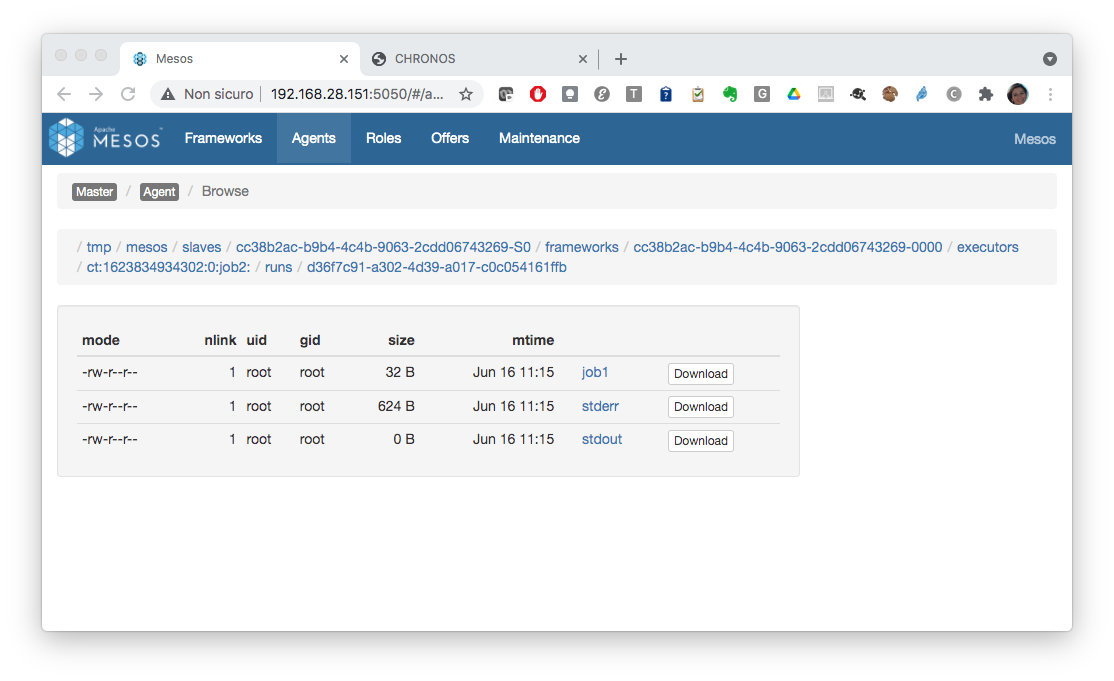 Mesos
CHRONOS
Non sicuro 192.168.28.151:5050/#/a...
Apache
MESOS Frameworks Agents Roles Offers Maintenance Mesos
Master / Agent / Browse
/ tmp / mesos / slaves / cc38b2ac-b9b4-4c4b-9063-2cdd06743269-S0 / frameworks / cc38b2ac-b9b4-4c4b-9063-2cdd06743269-0000 / executors
/ ct:1623834934302:0:job2: / runs / d36f7c91-a302-4d39-a017-c0c054161ffb
mode nlink uid gid size mtime
-rw-r--r-- 1 root root 32 B Jun 16 11:15 job1 Download
-rw-r--r-- 1 root root 624 B Jun 16 11:15 stderr Download
-rw-r--r-- 1 root root 0 B Jun 16 11:15 stdout Download